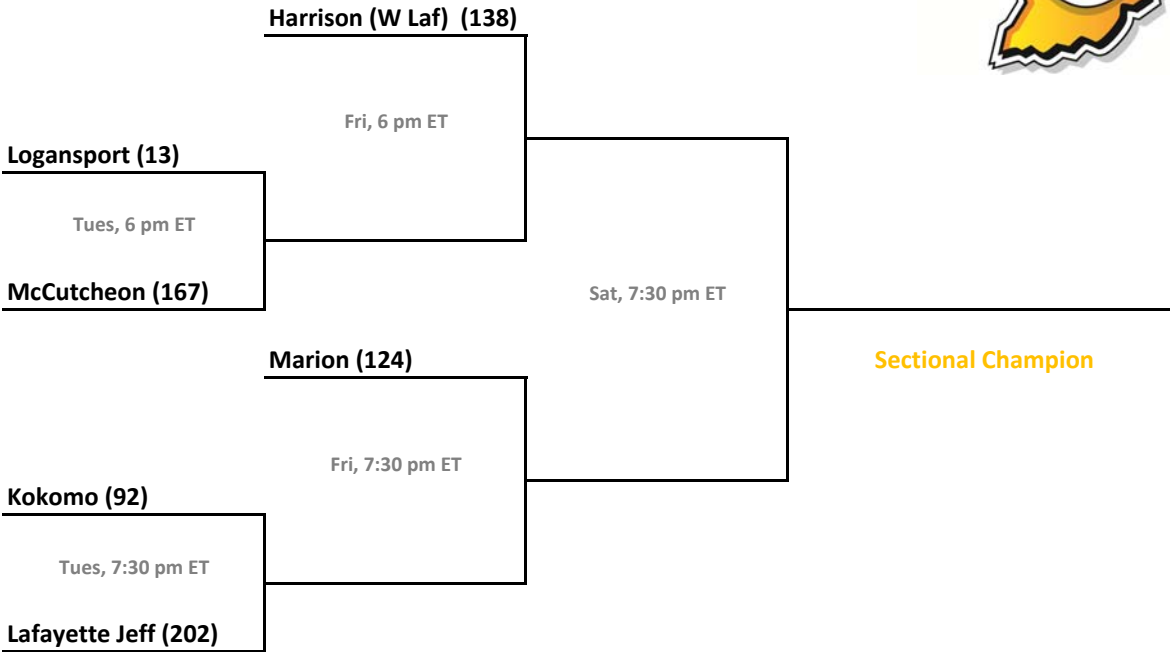 Harrison (W Laf)  (138)
Fri, 6 pm ET
Logansport (13)
Tues, 6 pm ET
McCutcheon (167)
Sat, 7:30 pm ET
Marion (124)
Sectional Champion
Fri, 7:30 pm ET
Kokomo (92)
Tues, 7:30 pm ET
Lafayette Jeff (202)